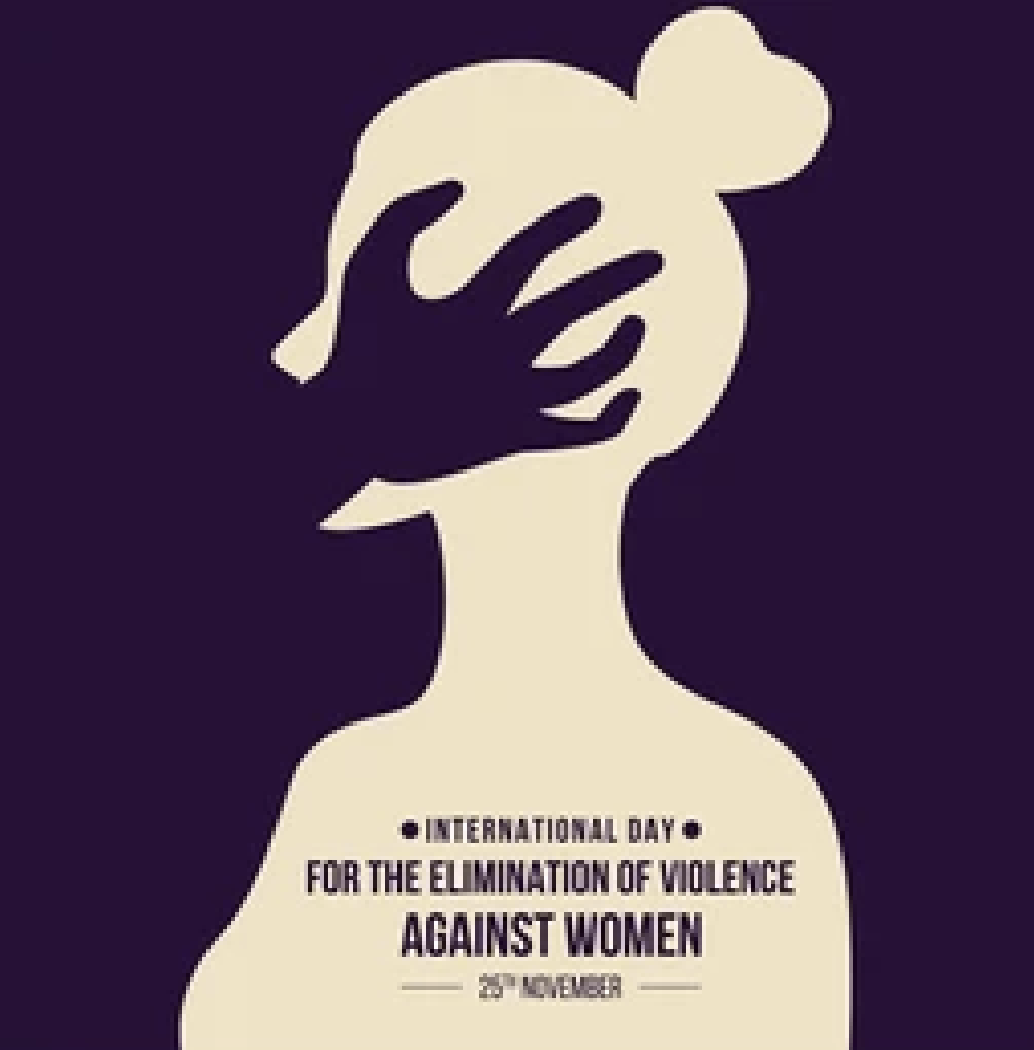 • INTERNATIONAL DAY •
FOR THE ELIMINATION OF VIOLENCE
AGAINST WOMEN
25TH NOVEMBER